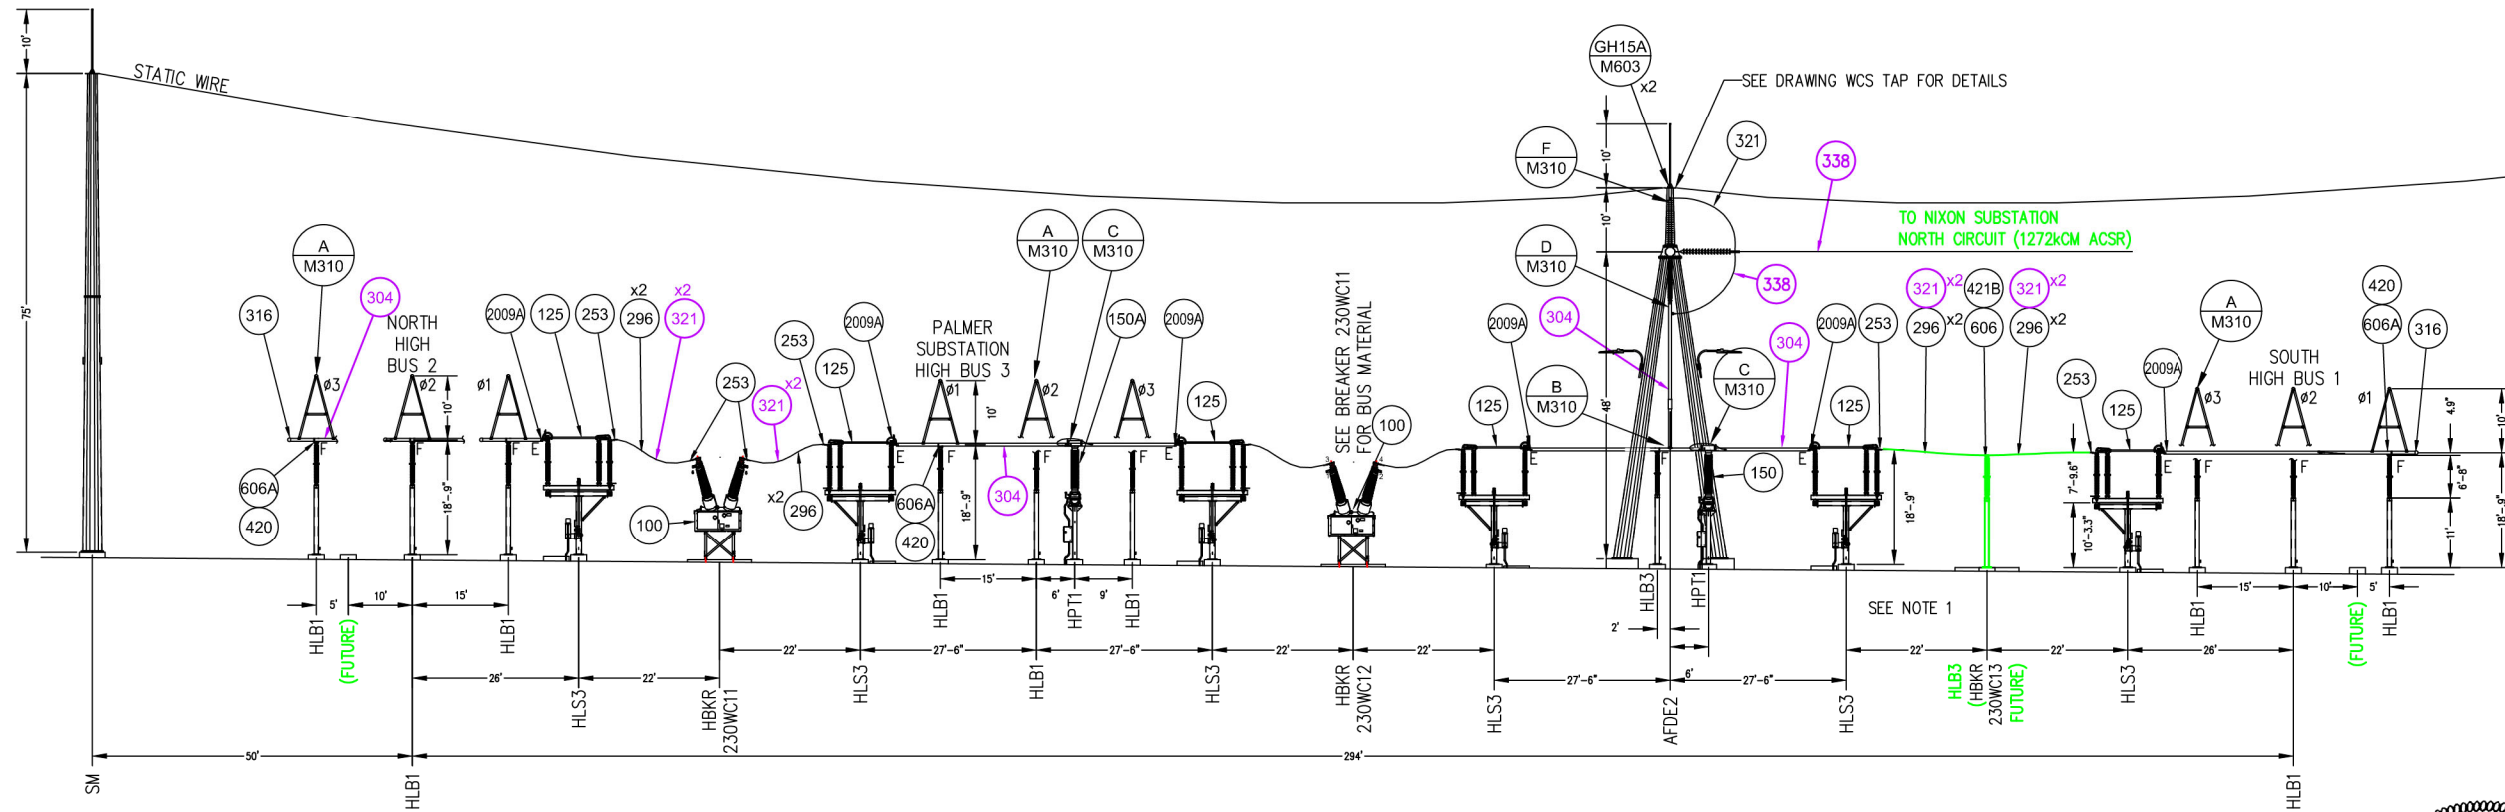 10'
STATIC WIRE
75'
GH15A
M603
x2
SEE DRAWING WCS TAP FOR DETAILS
F
M310
10'
10'
321
338
TO NIXON SUBSTATION
NORTH CIRCUIT (1272kCM ACSR)
D
M310
338
A
M310
316
304
NORTH
HIGH
BUS 2
2009A
125
253
x2
296
x2
321
253
125
2009A
PALMER
SUBSTATION
HIGH BUS 3
A
M310
C
M310
150A
2009A
125
SEE BREAKER 230WC11
FOR BUS MATERIAL
100
125
2009A
304
B
M310
48'
C
M310
304
125
2009A
253
321
x2
296
x2
421B
606
321
x2
296
x2
253
125
2009A
A
M310
SOUTH
HIGH BUS 1
420
606A
316
ø3
ø2
ø1
10'
ø1
10'
ø2
ø3
ø3
ø2
ø1
4.9"
10'
F
F
F
E
253
321
x2
E
F
F
F
E
E
F
E
E
F
F
F
606A
420
18'-.9"
100
x2
296
606A
420
18'-.9"
304
3
1
4
2
150
18'-.9"
7'-9.6"
10'-3.3"
6'-8"
11'
18'-.9"
5'
10'
15'
15'
6'
9'
2'
6'
SEE NOTE 1
15'
10'
5'
HLB1
(FUTURE)
HLB1
HLB1
HPT1
HLB1
HLB3
HPT1
HLB1
(FUTURE)
HLB1
26'
22'
22'
27'-6"
27'-6"
22'
22'
27'-6"
27'-6"
22'
22'
26'
HLS3
HBKR
230WC11
HLS3
HLB1
HLS3
HBKR
230WC12
HLS3
AFDE2
HLS3
HLB3
(HBKR
230WC13
FUTURE)
HLS3
50'
294'
SM
HLB1
HLB1